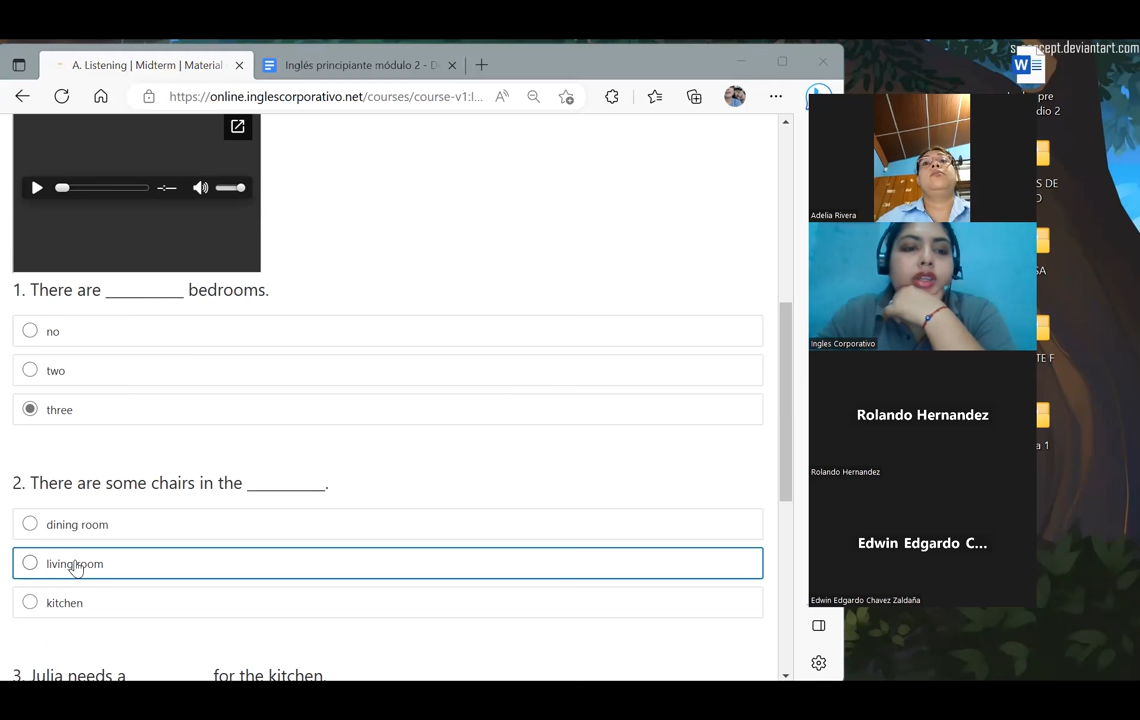 s-concept.deviantart.com
A. Listening | Midterm | Material
Inglés principiante módulo 2 - D
https://online.inglescorporativo.net/courses/course-v1:I...
W
dio 2
S DE
Adelia Rivera
1. There are _________ bedrooms.
no
two
three
Ingles Corporativo
TE F
Rolando Hernandez
a 1
Rolando Hernandez
2. There are some chairs in the _________.
dining room
living room
kitchen
Edwin Edgardo C...
Edwin Edgardo Chavez Zaldaña
3. Julia needs a __________ for the kitchen.